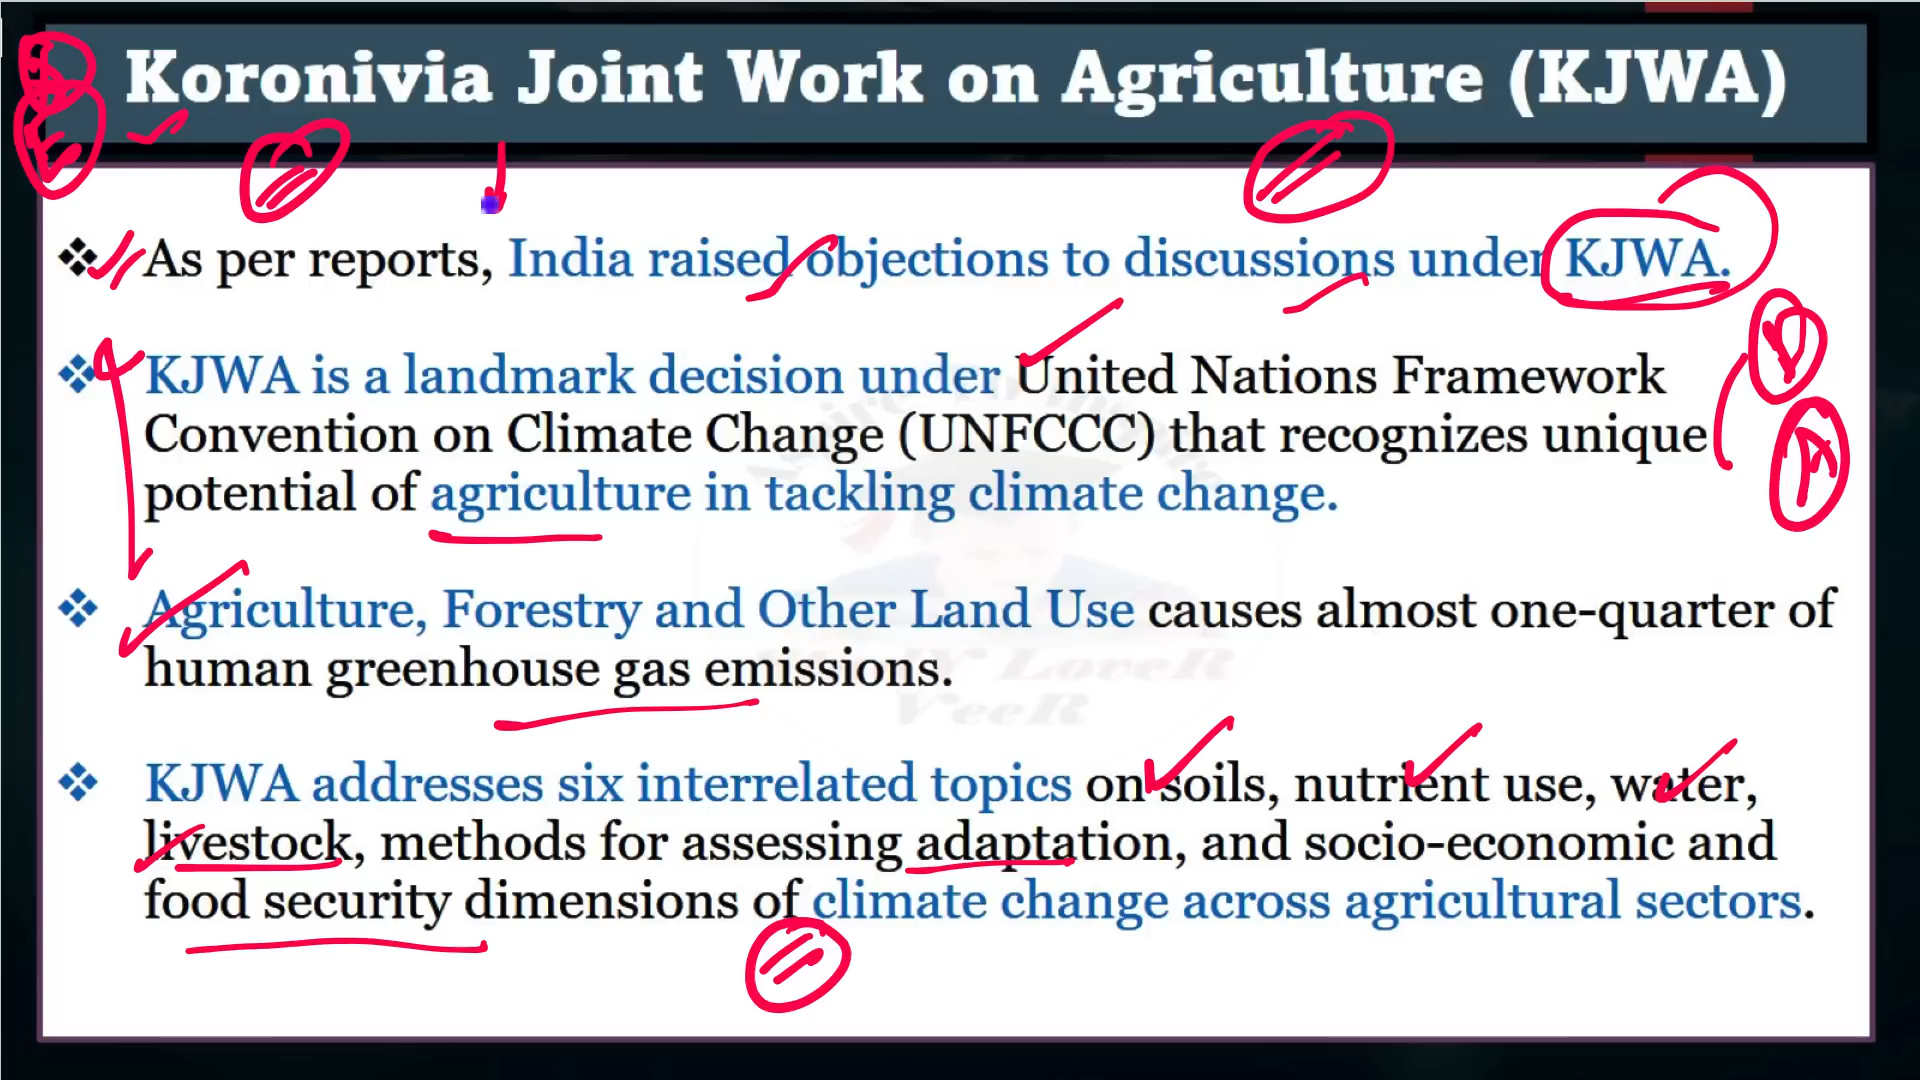 Koronivia Joint Work on Agriculture (KJWA)
As per reports, India raised objections to discussions under KJWA.
KJWA is a landmark decision under United Nations Framework
Convention on Climate Change (UNFCCC) that recognizes unique
potential of agriculture in tackling climate change.
Agriculture, Forestry and Other Land Use causes almost one-quarter of
human greenhouse gas emissions.
KJWA addresses six interrelated topics on soils, nutrient use, water,
livestock, methods for assessing adaptation, and socio-economic and
food security dimensions of climate change across agricultural sectors.